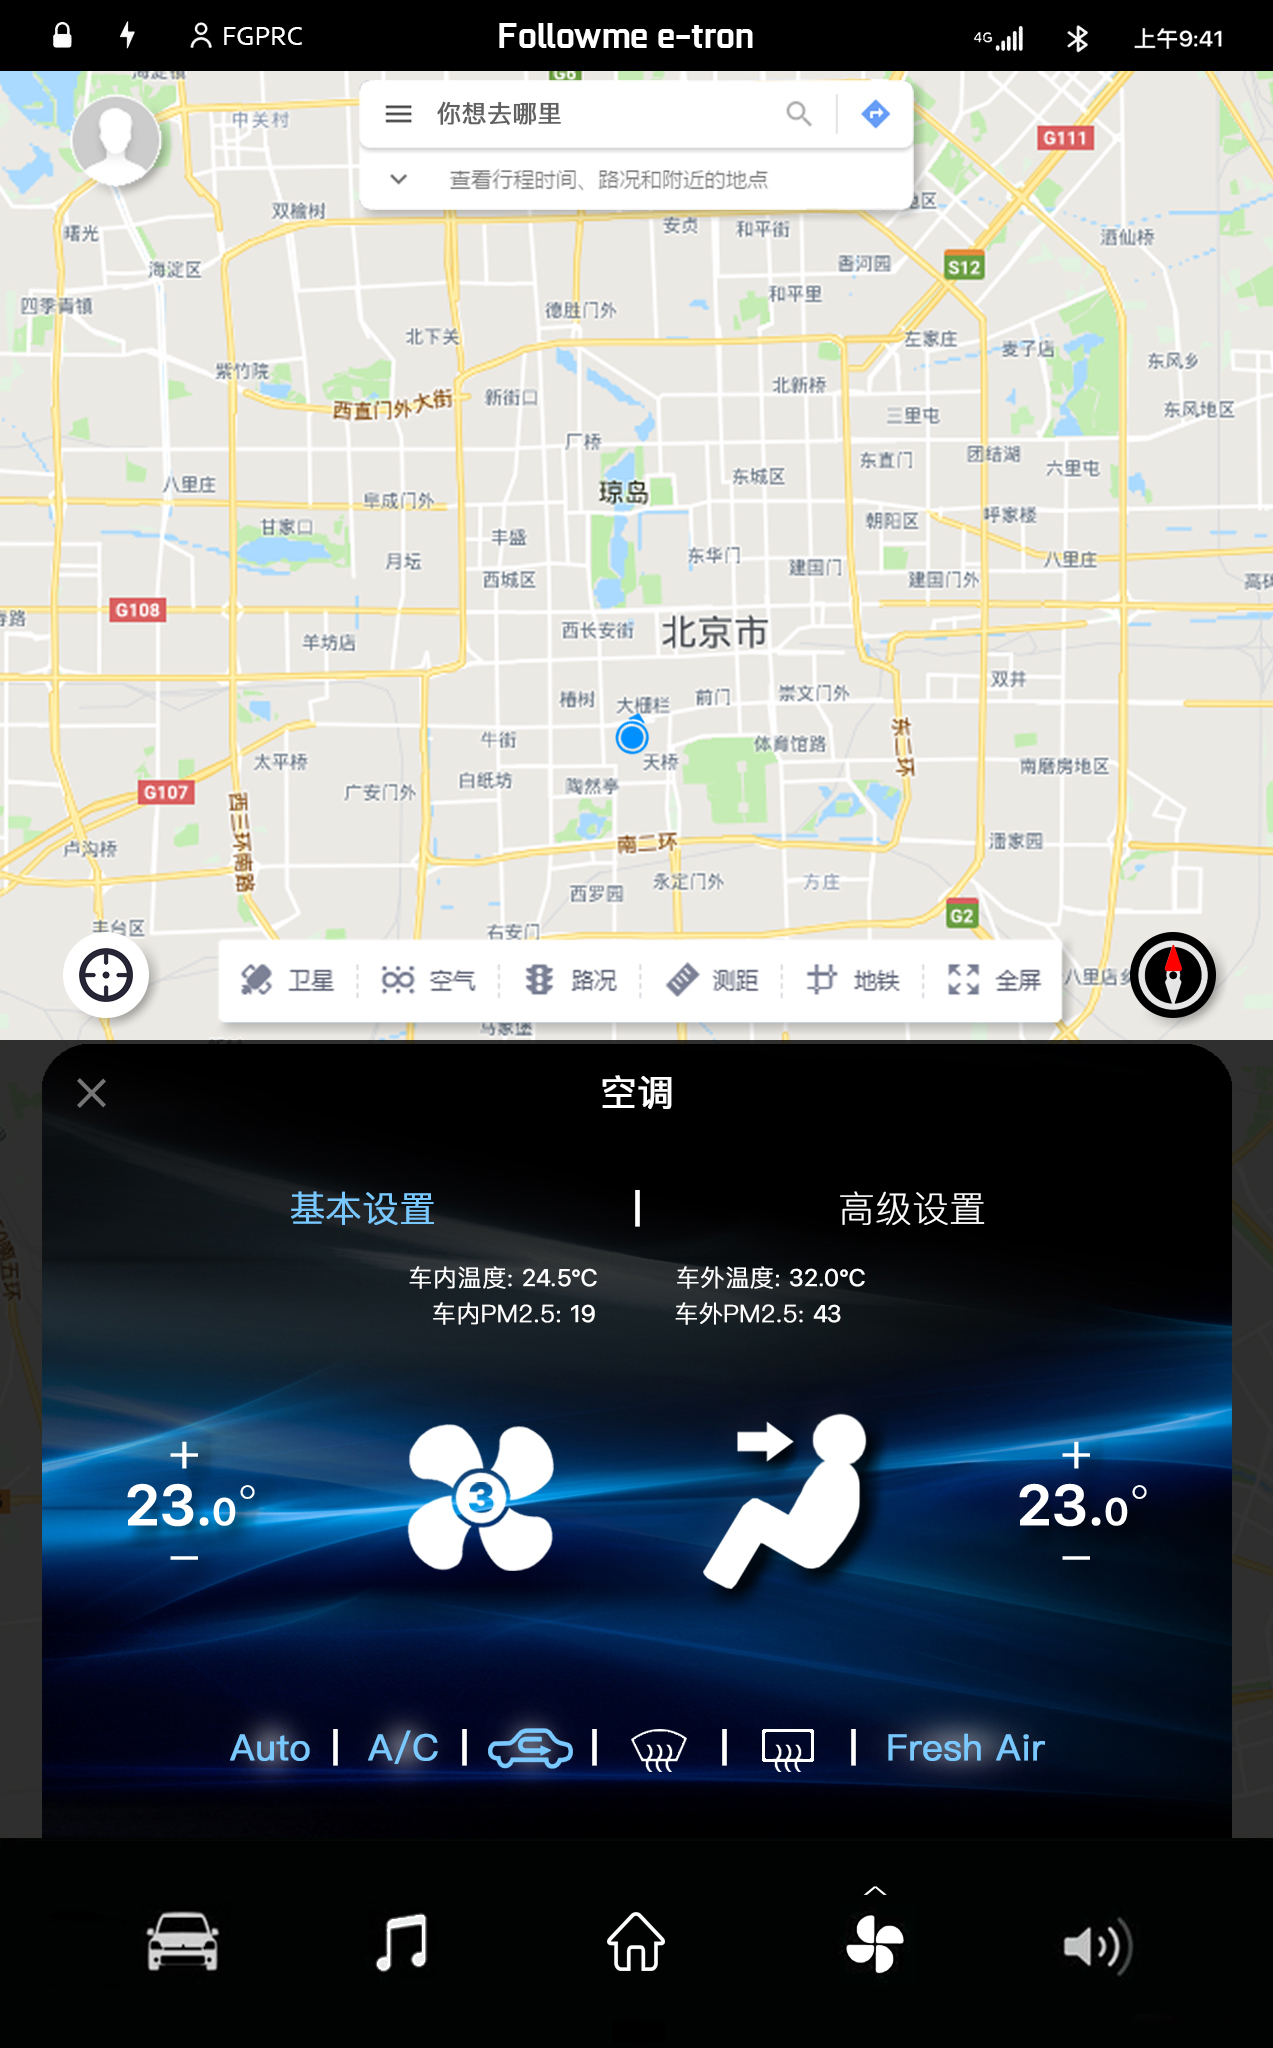 FGPRC
Followme e-tron
4G
上午9:41
海淀镇
G6
中关村
你想去哪里
G111
查看行程时间、路况和附近的地点
双榆树
安贞
和平街
曙光
酒仙桥
海淀区
香河园
S12
四季青镇
和平里
德胜门外
北下关
左家庄
麦子店
东风乡
紫竹院
北新桥
西直门外大街
新街口
三里屯
东风地区
厂桥
东直门
团结湖
六里屯
八里庄
琼岛
东城区
阜成门外
甘家口
朝阳区
呼家楼
丰盛
月坛
东华门
建国门
八里庄
西城区
建国门外
G108
羊坊店
西长安街
北京市
双井
椿树
大栅栏
前门
崇文门外
牛街
体育馆路
东二环
太平桥
天桥
南磨房地区
G107
广安门外
白纸坊
陶然亭
西三环南路
卢沟桥
南二环
潘家园
西罗园
永定门外
方庄
G2
丰台区
右安门
卫星
空气
路况
测距
地铁
全屏
八里店乡
马家堡
空调
基本设置
高级设置
车内温度: 24.5°C
车外温度: 32.0°C
车内PM2.5: 19
车外PM2.5: 43
23.0°
3
23.0°
Auto
A/C
Fresh Air